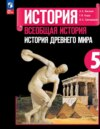 ИСТОРИЯ
ВСЕОБЩАЯ ИСТОРИЯ
ИСТОРИЯ ДРЕВНЕГО МИРА
5